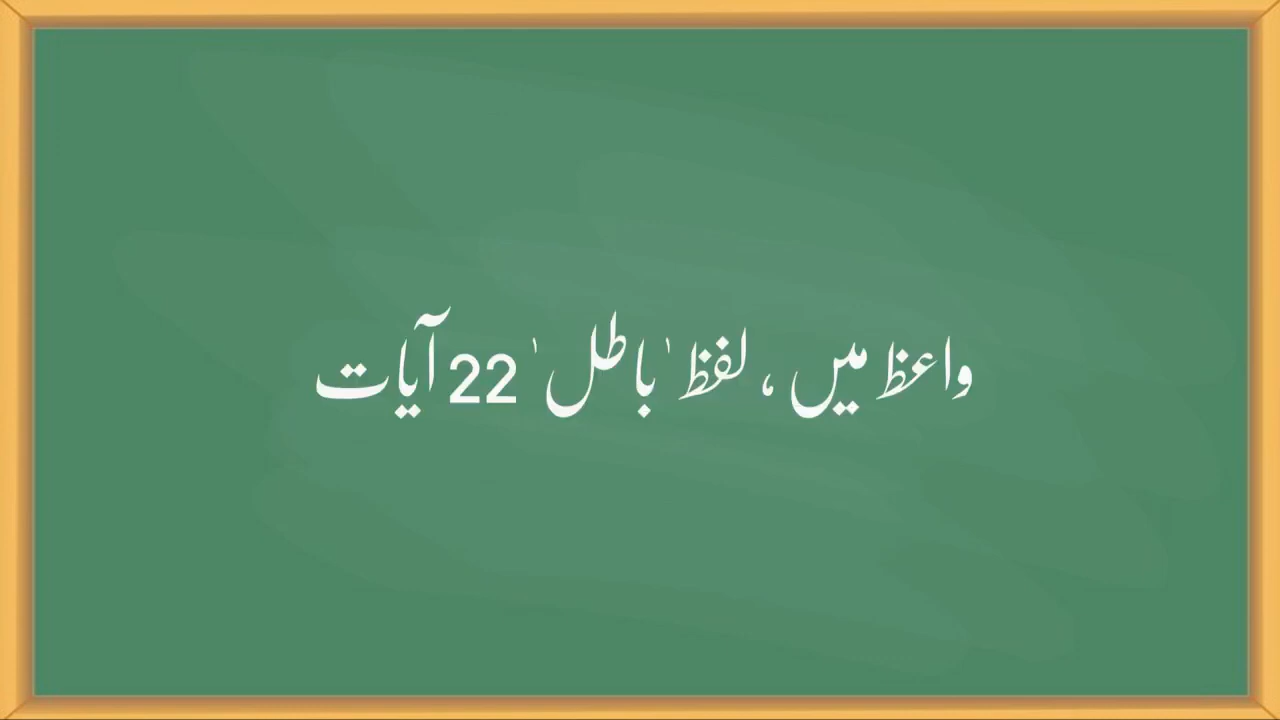 واعظ میں ، لفظ 'باطل ' 22 آیات